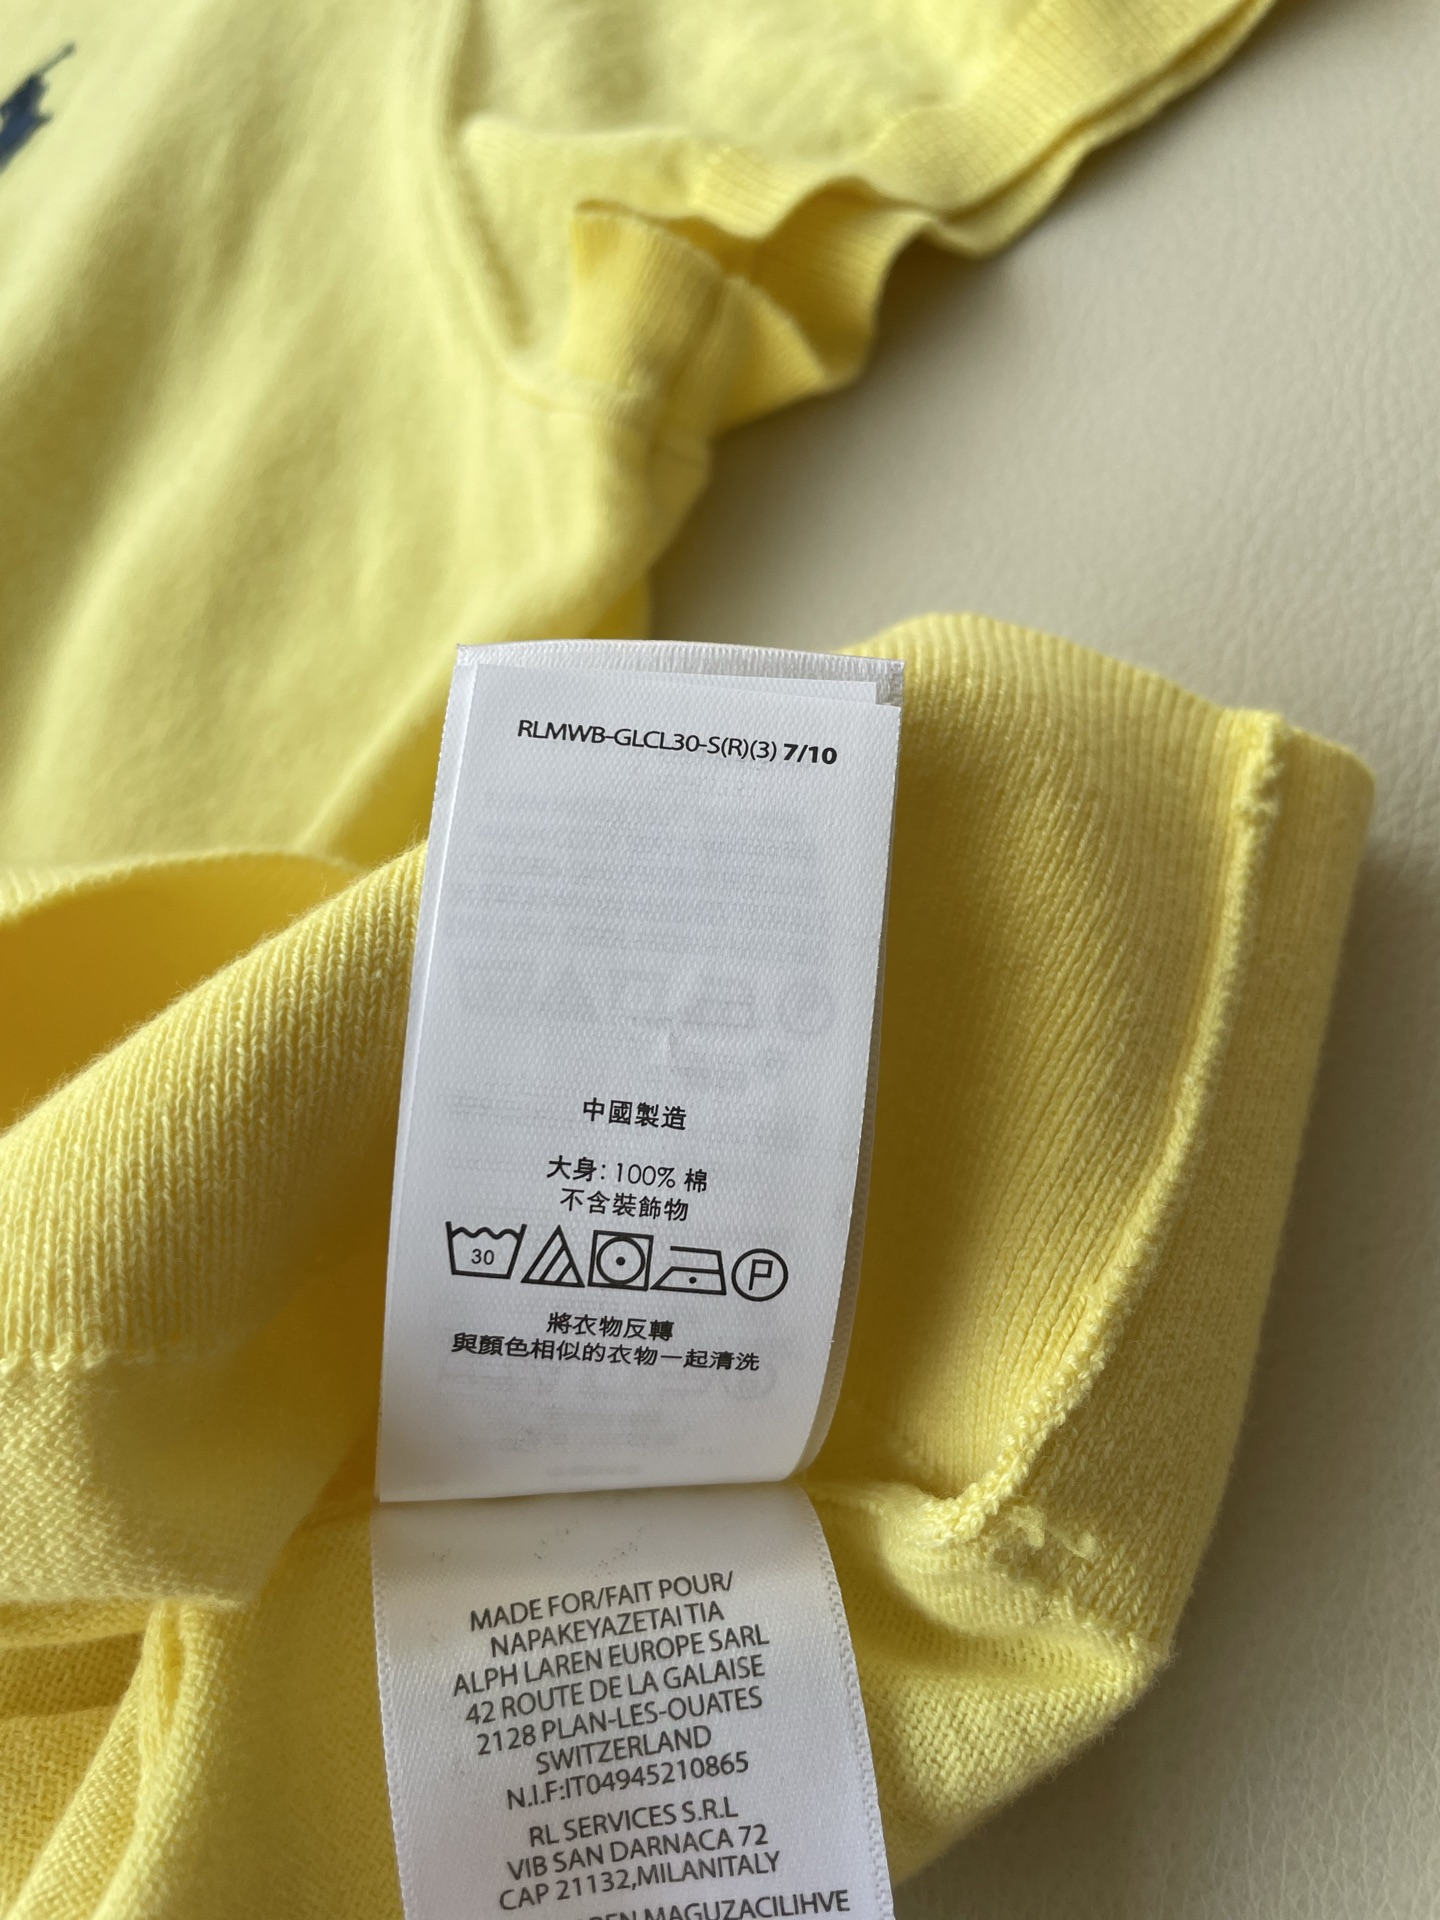 RLMWB-GLCL30-S(R)(3) 7/10
中國製造
大身: 100% 棉
不含裝飾物
30
P
將衣物反轉
與顏色相似的衣物一起清洗
MADE FOR/FAIT POUR/
NAPAKEYAZETAI TIA
ALPH LAREN EUROPE SARL
42 ROUTE DE LA GALAISE
2128 PLAN-LES-OUATES
SWITZERLAND
N.I.F:IT04945210865
RL SERVICES S.R.L
VIB SAN DARNACA 72
CAP 21132,MILANITALY
MAGUZACILIHVE